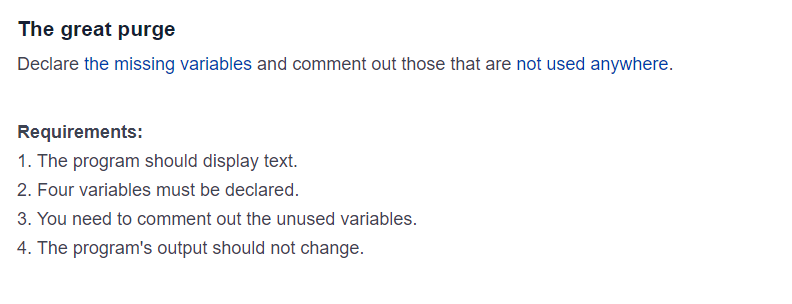 The great purge
Declare the missing variables and comment out those that are not used anywhere.
Requirements:
1. The program should display text.
2. Four variables must be declared.
3. You need to comment out the unused variables.
4. The program's output should not change.